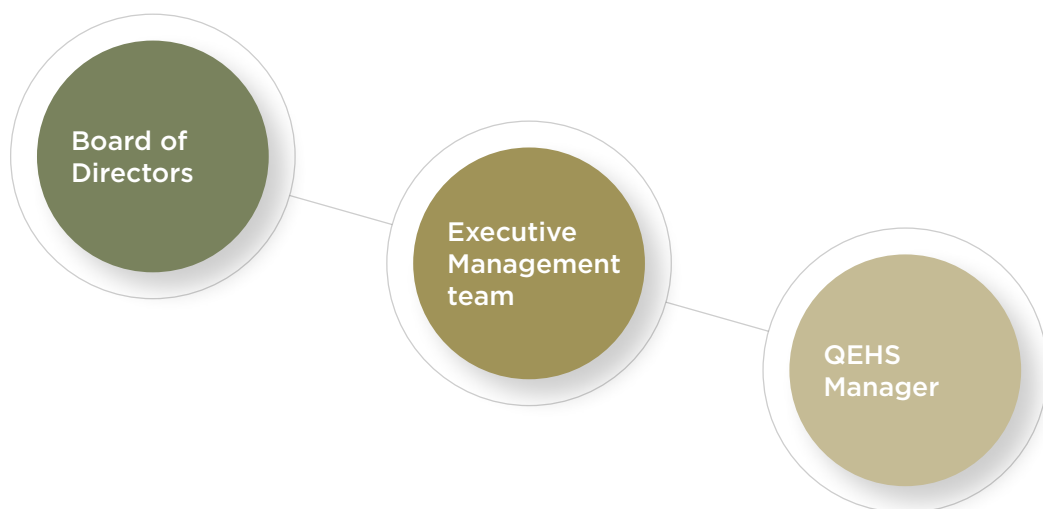 Board of
Directors
Executive
Management
team
QEHS
Manager